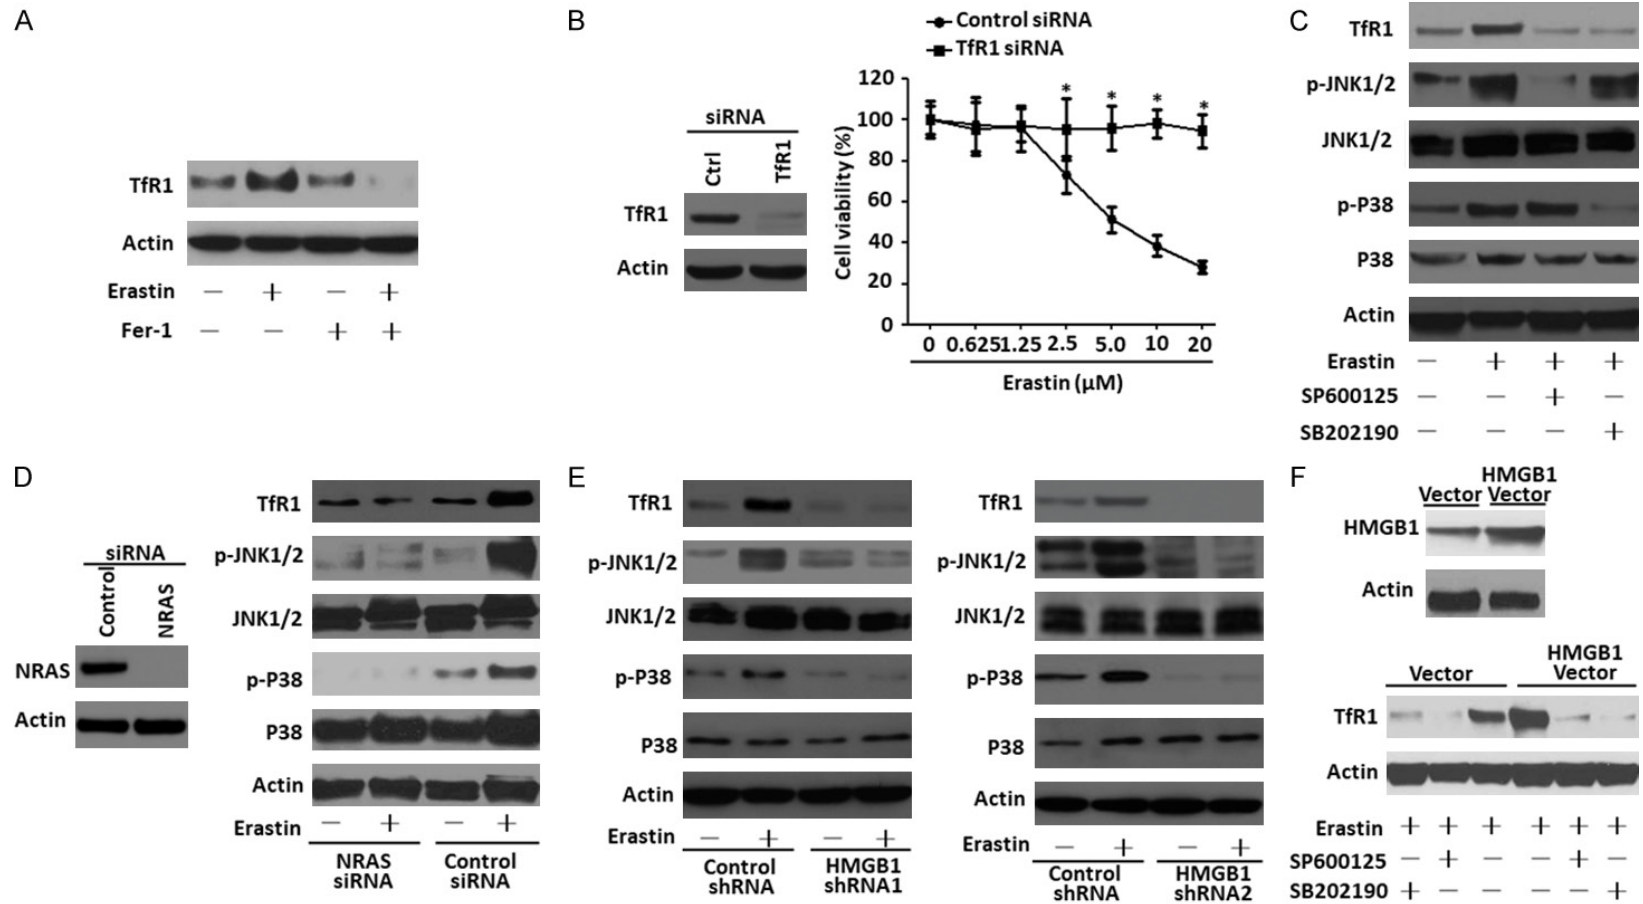 A
TfR1
Actin
Erastin − + − +
Fer-1 − − + +
B
siRNA
Ctrl
TfR1
TfR1
Actin
Control siRNA
TfR1 siRNA
Cell viability (%)
120
100
80
60
40
20
0
* * * *
0 0.625 1.25 2.5 5.0 10 20
Erastin (μM)
C
TfR1
p-JNK1/2
JNK1/2
p-P38
P38
Actin
Erastin − + + +
SP600125 − − + −
SB202190 − − − +
D
siRNA
Control
NRAS
NRAS
Actin
TfR1
p-JNK1/2
JNK1/2
p-P38
P38
Actin
Erastin − + − +
NRAS Control
siRNA siRNA
E
TfR1
p-JNK1/2
JNK1/2
p-P38
P38
Actin
Erastin − + − +
Control HMGB1
shRNA shRNA1
TfR1
p-JNK1/2
JNK1/2
p-P38
P38
Actin
Erastin − + − +
Control HMGB1
shRNA shRNA2
F
HMGB1
Vector Vector
HMGB1
Actin
HMGB1
Vector Vector
TfR1
Actin
Erastin + + + + + +
SP600125 − + − − + −
SB202190 + − − − − +